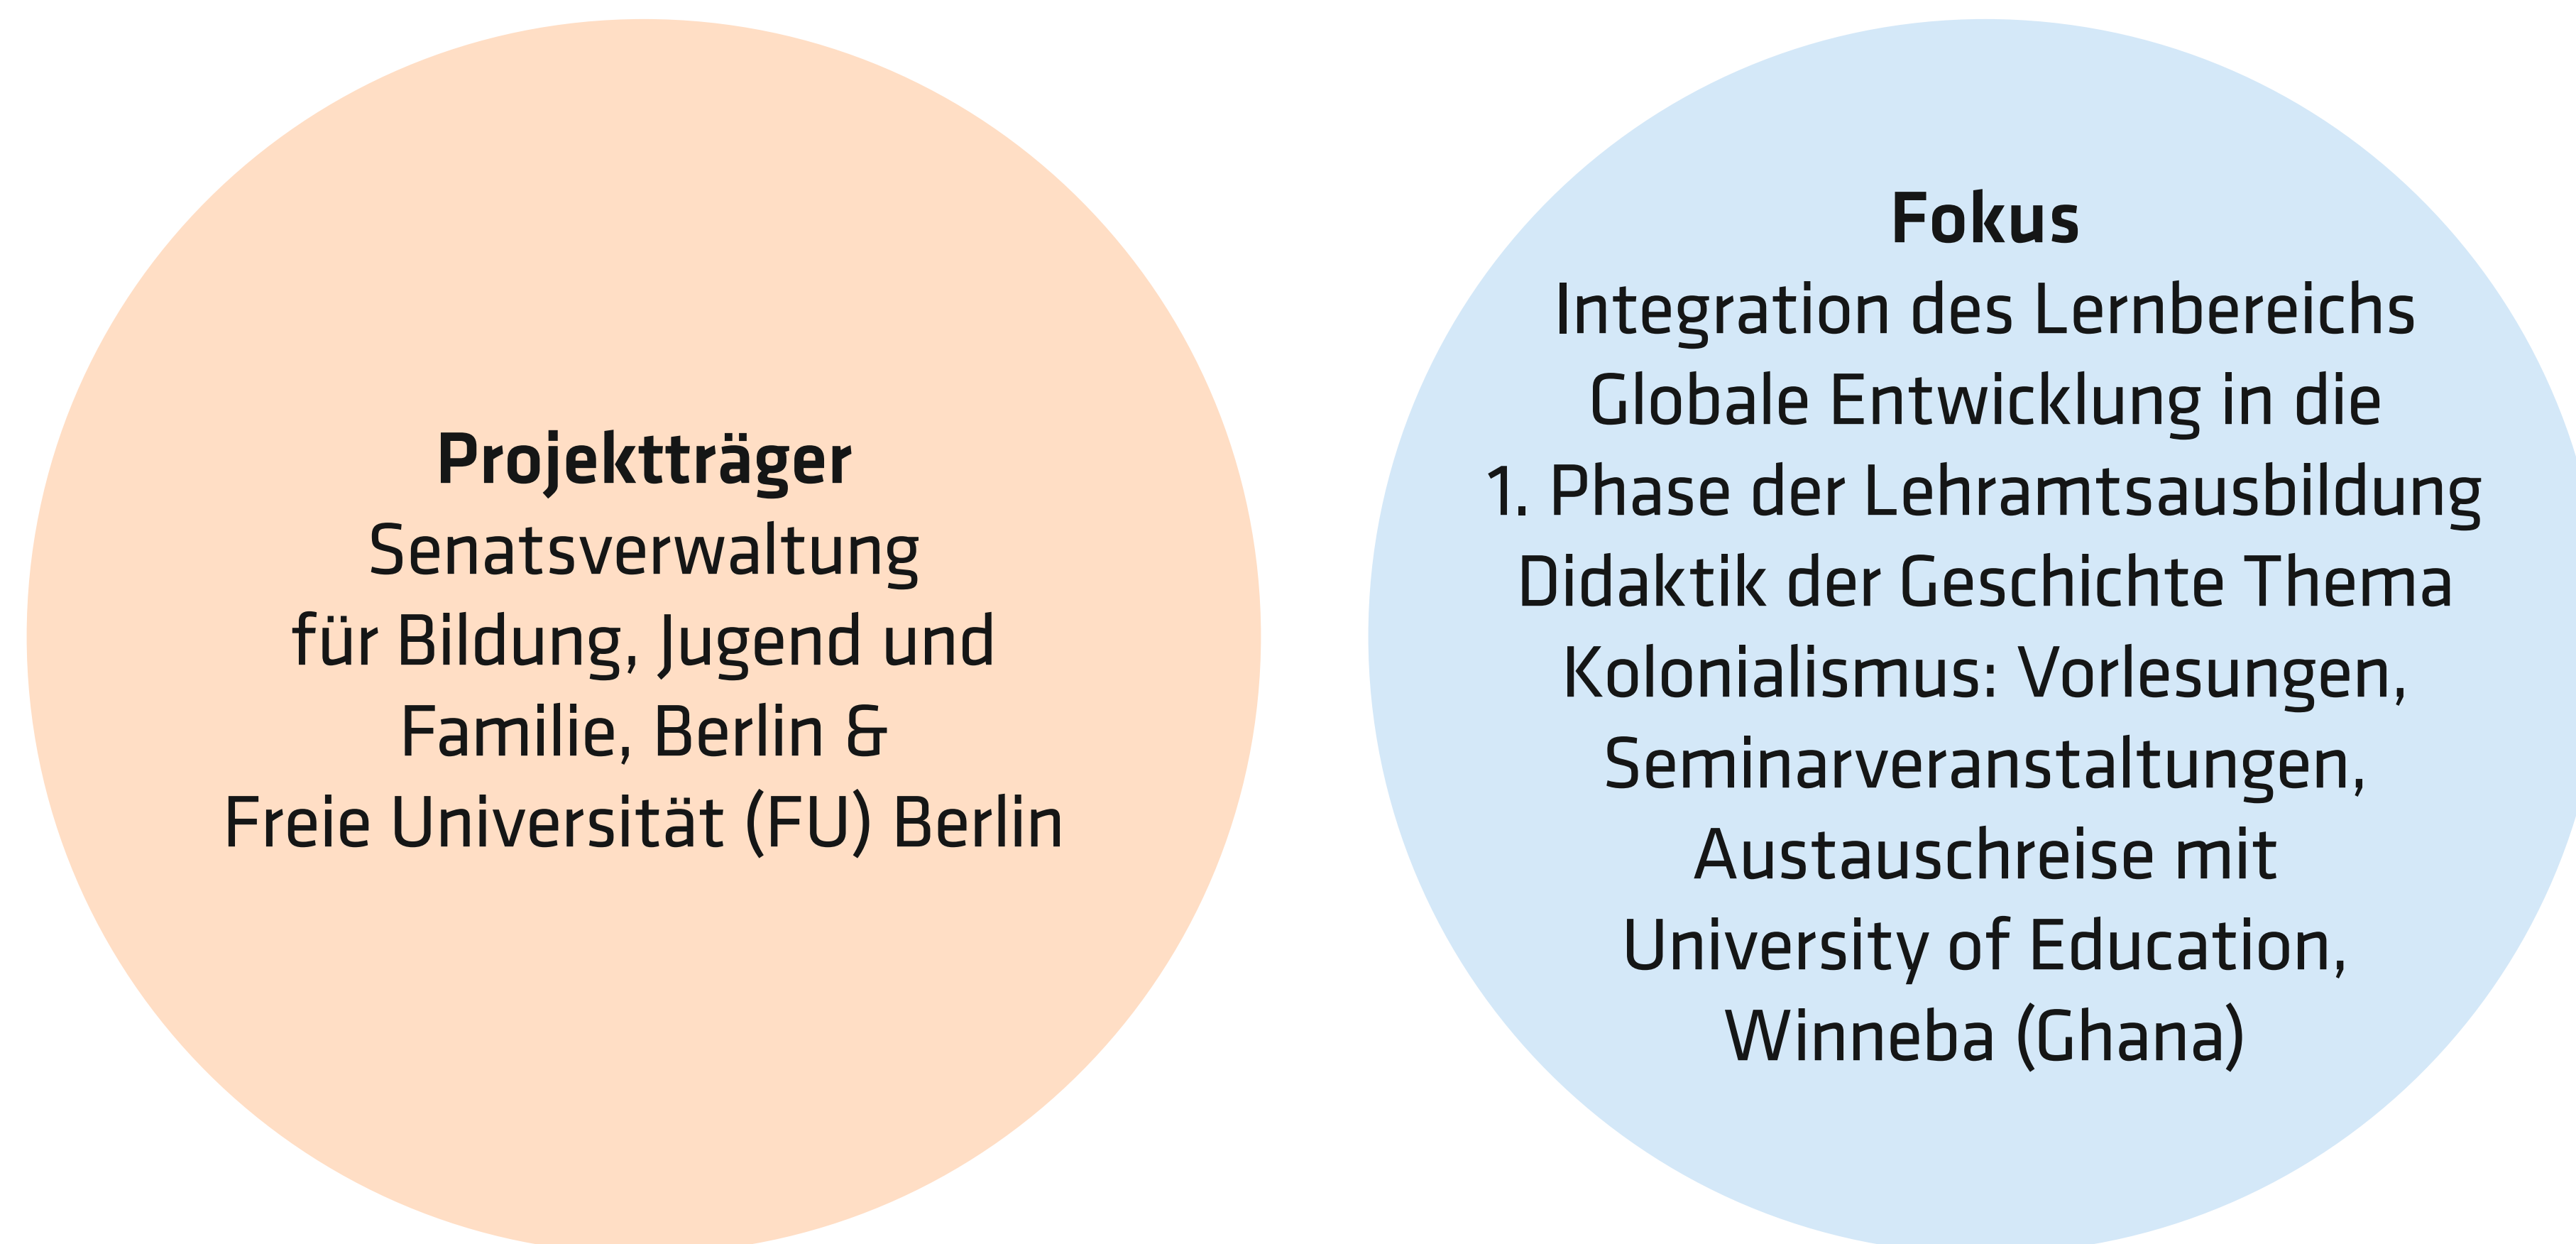 Projektträger
Senatsverwaltung
für Bildung, Jugend und
Familie, Berlin &
Freie Universität (FU) Berlin
Fokus
Integration des Lernbereichs
Globale Entwicklung in die
1. Phase der Lehramtsausbildung
Didaktik der Geschichte Thema
Kolonialismus: Vorlesungen,
Seminarveranstaltungen,
Austauschreise mit
University of Education,
Winneba (Ghana)